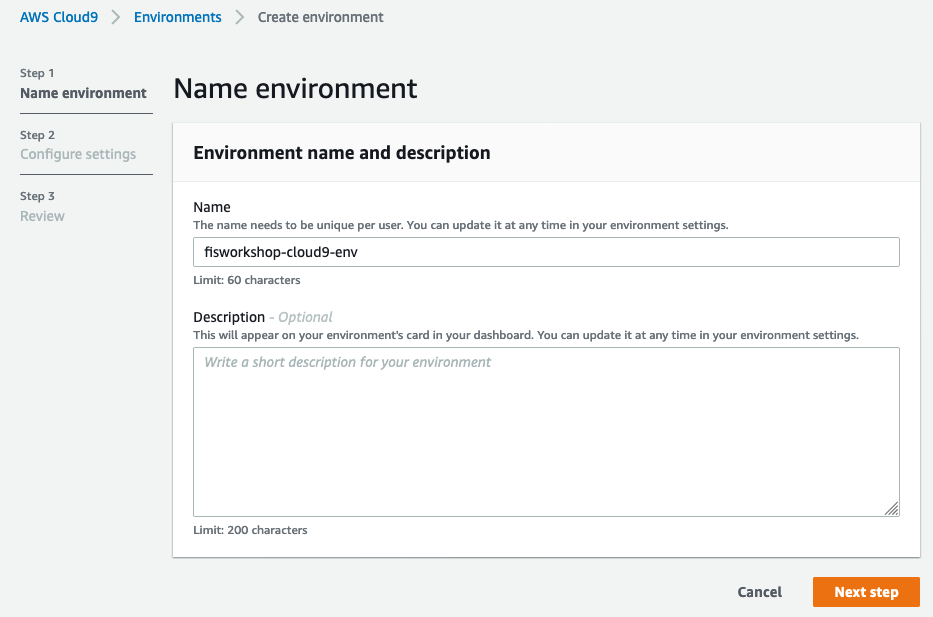 AWS Cloud9 > Environments > Create environment
Step 1
Name environment
Step 2
Configure settings
Step 3
Review
Name environment
Environment name and description
Name
The name needs to be unique per user. You can update it at any time in your environment settings.
fisworkshop-cloud9-env
Limit: 60 characters
Description - Optional
This will appear on your environment's card in your dashboard. You can update it at any time in your environment settings.
Write a short description for your environment
Limit: 200 characters
Cancel
Next step